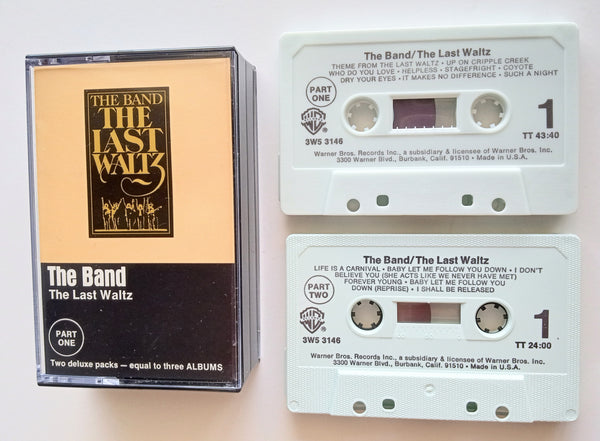 THE BAND
THE
LAST
WALTZ
The Band
The Last Waltz
PART
ONE
Two deluxe packs — equal to three ALBUMS
The Band/The Last Waltz
THEME FROM THE LAST WALTZ • UP ON CRIPPLE CREEK
WHO DO YOU LOVE • HELPLESS • STAGEFRIGHT • COYOTE
DRY YOUR EYES • IT MAKES NO DIFFERENCE • SUCH A NIGHT
PART
ONE
1
3W5 3146
TT 43:40
Warner Bros. Records Inc., a subsidiary & licensee of Warner Bros. Inc.
3300 Warner Blvd., Burbank, Calif. 91510 • Made in U.S.A.
The Band/The Last Waltz
LIFE IS A CARNIVAL • BABY LET ME FOLLOW YOU DOWN • I DON'T
BELIEVE YOU (SHE ACTS LIKE WE NEVER HAVE MET)
FOREVER YOUNG • BABY LET ME FOLLOW YOU
DOWN (REPRISE) • I SHALL BE RELEASED
PART
TWO
1
3W5 3146
TT 24:00
Warner Bros. Records Inc., a subsidiary & licensee of Warner Bros. Inc.
3300 Warner Blvd., Burbank, Calif. 91510 • Made in U.S.A.